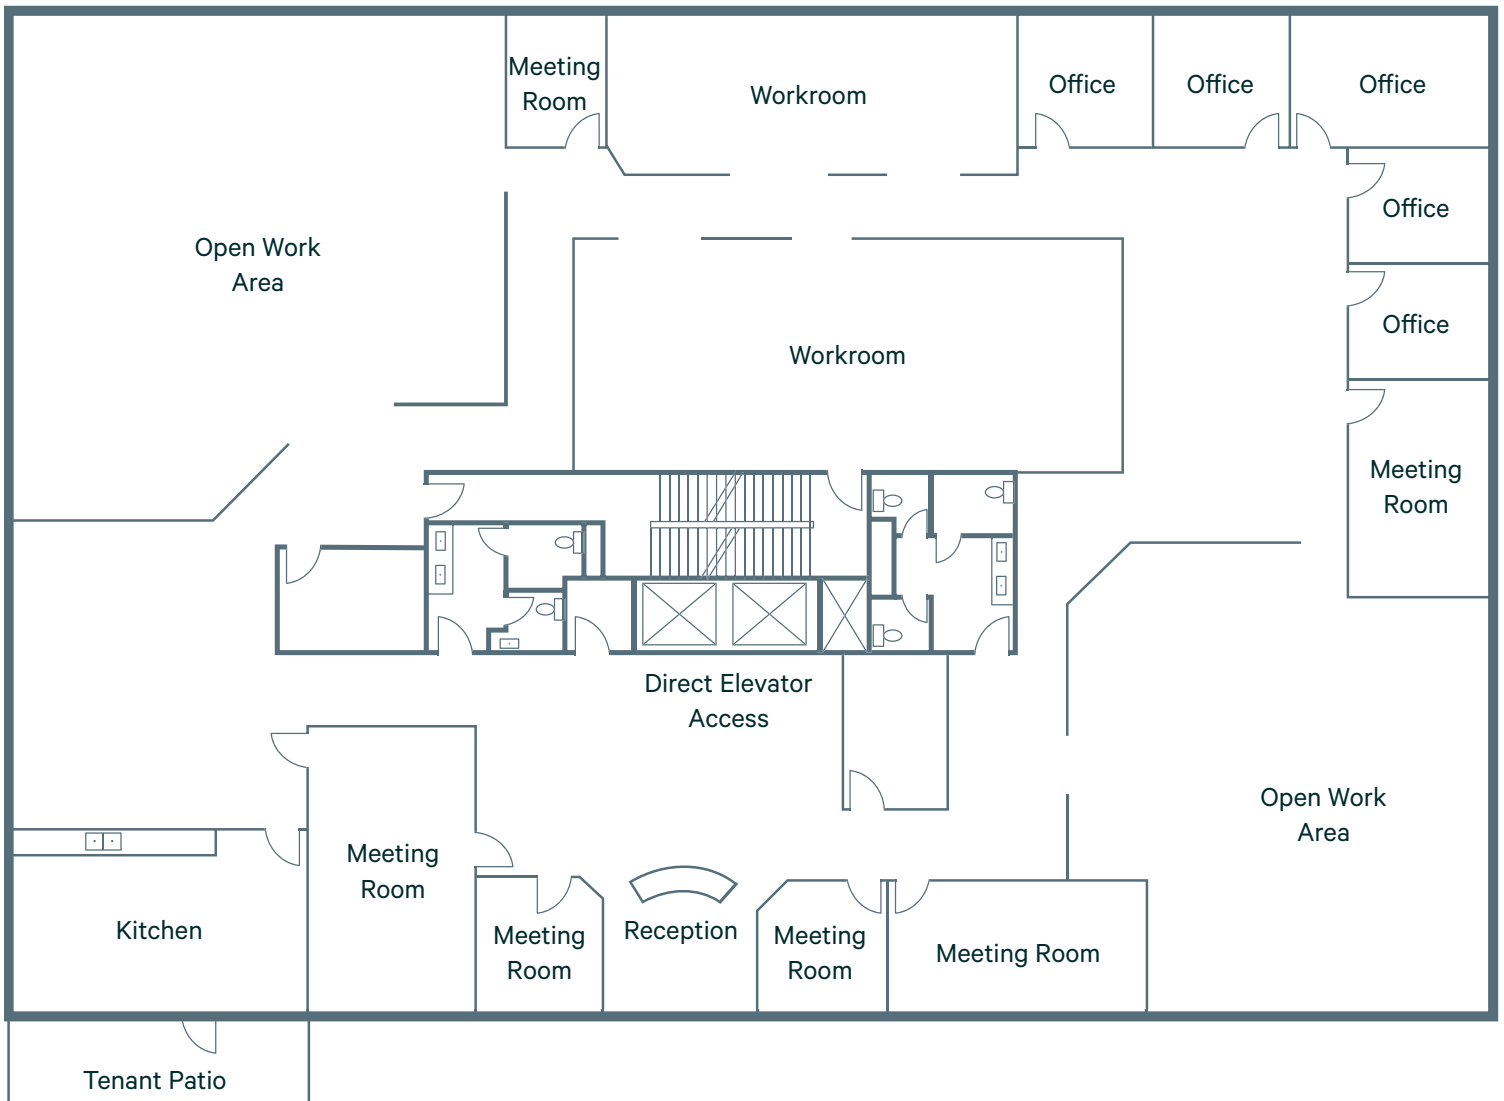 Meeting
Room
Workroom
Office
Office
Office
Office
Open Work
Area
Office
Workroom
Meeting
Room
Direct Elevator
Access
Open Work
Area
Meeting
Room
Kitchen
Meeting
Room
Reception
Meeting
Room
Meeting Room
Tenant Patio